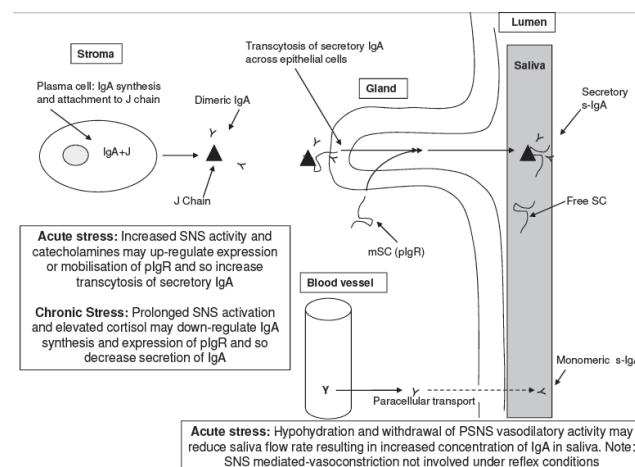 Lumen
Stroma
Transcytosis of secretory IgA
across epithelial cells
Saliva
Plasma cell: IgA synthesis
and attachment to J chain
Dimeric IgA
Gland
Secretory
s-IgA
Y
Y
Y
IgA+J
Y
Y
Y
J Chain
Free SC
mSC (pIgR)
Acute stress: Increased SNS activity and
catecholamines may up-regulate expression
or mobilisation of pIgR and so increase
transcytosis of secretory IgA
Chronic Stress: Prolonged SNS activation
and elevated cortisol may down-regulate IgA
synthesis and expression of pIgR and so
decrease secretion of IgA
Blood vessel
Monomeric s-IgA
Y
Y
Y
Paracellular transport
Acute stress: Hypohydration and withdrawal of PSNS vasodilatory activity may
reduce saliva flow rate resulting in increased concentration of IgA in saliva. Note:
SNS mediated-vasoconstriction not involved under reflex conditions